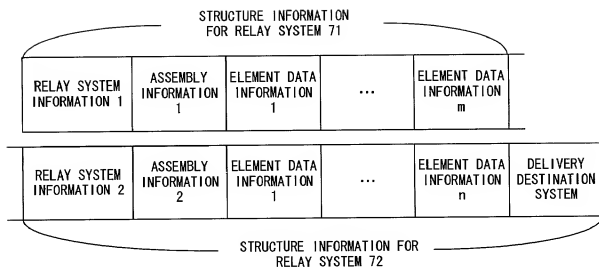 STRUCTURE INFORMATION
FOR RELAY SYSTEM 71
RELAY SYSTEM
INFORMATION 1
ASSEMBLY
INFORMATION
1
ELEMENT DATA
INFORMATION
1
...
ELEMENT DATA
INFORMATION
m
RELAY SYSTEM
INFORMATION 2
ASSEMBLY
INFORMATION
2
ELEMENT DATA
INFORMATION
1
...
ELEMENT DATA
INFORMATION
n
DELIVERY
DESTINATION
SYSTEM
STRUCTURE INFORMATION FOR
RELAY SYSTEM 72